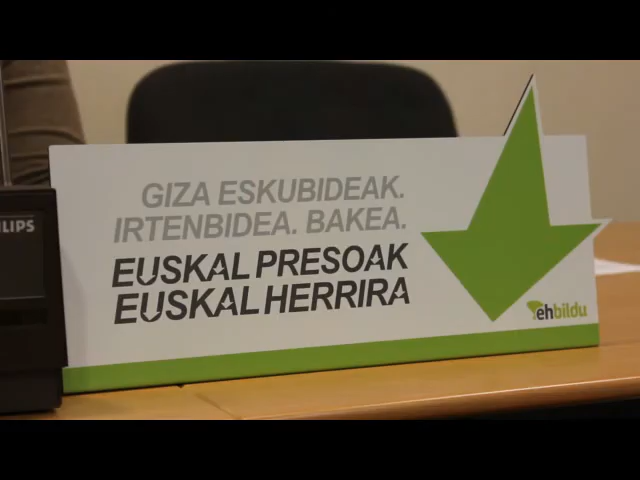 GIZA ESKUBIDEAK.
IRTENBIDEA. BAKEA.
EUSKAL PRESOAK
EUSKAL HERRIRA
ehbildu